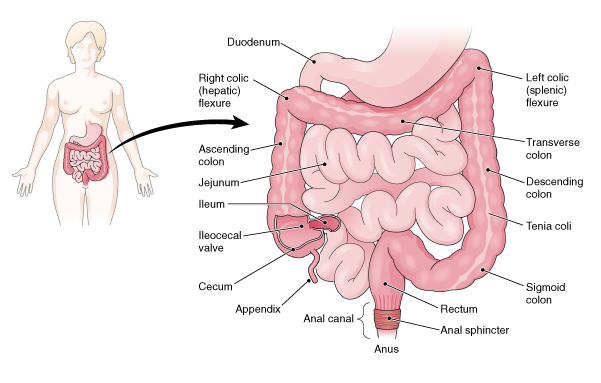 Duodenum
Right colic
(hepatic)
flexure
Ascending
colon
Jejunum
Ileum
Ileocecal
valve
Cecum
Appendix
Anal canal
Anus
Left colic
(splenic)
flexure
Transverse
colon
Descending
colon
Tenia coli
Sigmoid
colon
Rectum
Anal sphincter